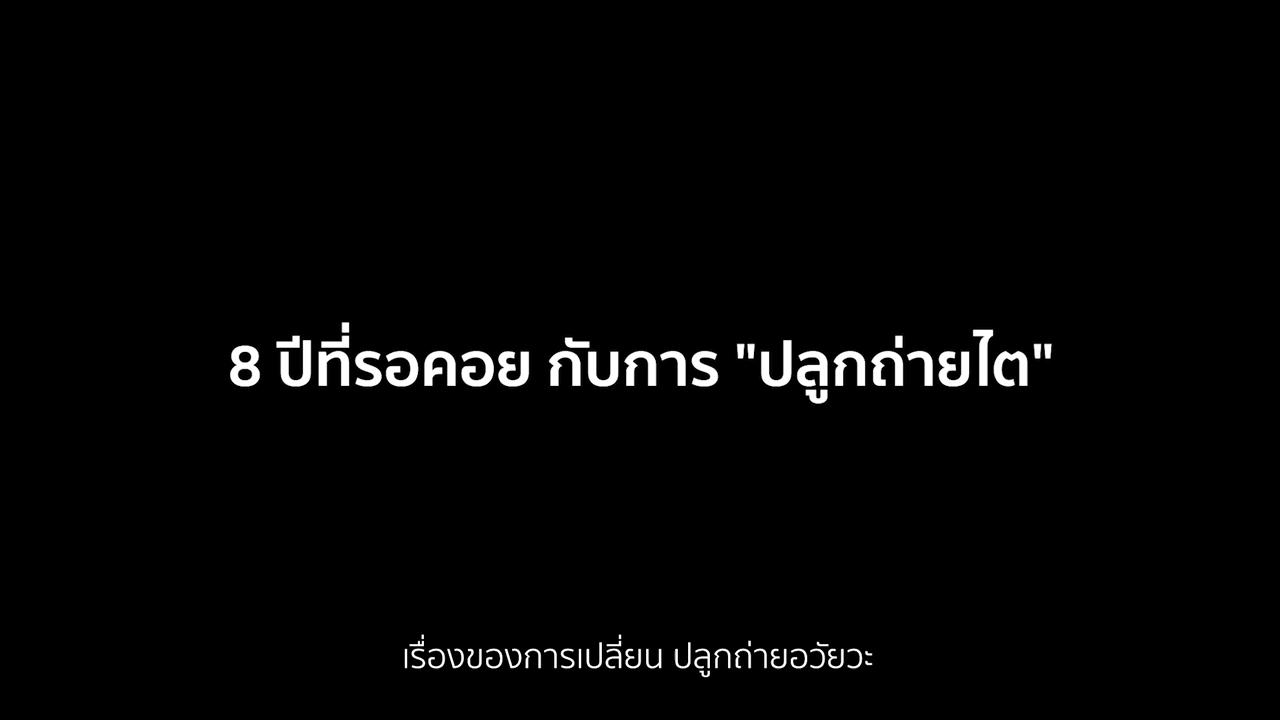 8 ปีที่รอคอย กับการ "ปลูกถ่ายไต"
เรื่องของการเปลี่ยน ปลูกถ่ายอวัยวะ